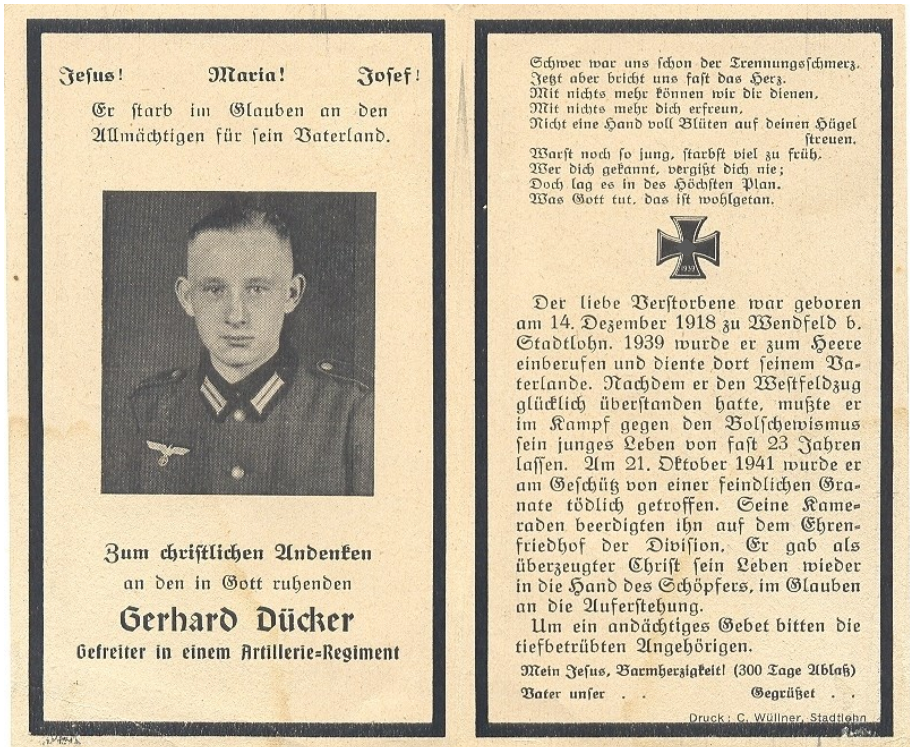 Jesus! Maria! Josef!
Er starb im Glauben an den
Allmächtigen für sein Vaterland.
Zum christlichen Andenken
an den in Gott ruhenden
Gerhard Dücker
Gefreiter in einem Artillerie=Regiment
Schwer war uns schon der Trennungsschmerz.
Jetzt aber bricht uns fast das Herz.
Mit nichts mehr können wir dir dienen,
Mit nichts mehr dich erfreun,
Nicht eine Hand voll Blüten auf deinen Hügel
streuen.
Warst noch so jung, starbst viel zu früh.
Wer dich gekannt, vergißt dich nie;
Doch lag es in des Höchsten Plan.
Was Gott tut, das ist wohlgetan.
1939
Der liebe Verstorbene war geboren
am 14. Dezember 1918 zu Wendfeld b.
Stadtlohn. 1939 wurde er zum Heere
einberufen und diente dort seinem Va-
terlande. Nachdem er den Westfeldzug
glücklich überstanden hatte, mußte er
im Kampf gegen den Bolschewismus
sein junges Leben von fast 23 Jahren
lassen. Am 21. Oktober 1941 wurde er
am Geschütz von einer feindlichen Gra-
nate tödlich getroffen. Seine Kame-
raden beerdigten ihn auf dem Ehren-
friedhof der Division. Er gab als
überzeugter Christ sein Leben wieder
in die Hand des Schöpfers, im Glauben
an die Auferstehung.
Um ein andächtiges Gebet bitten die
tiefbetrübten Angehörigen.
Mein Jesus, Barmherzigkeit! (300 Tage Ablaß)
Vater unser . . Gegrüßet . .
Druck: C. Wüllner, Stadtlohn